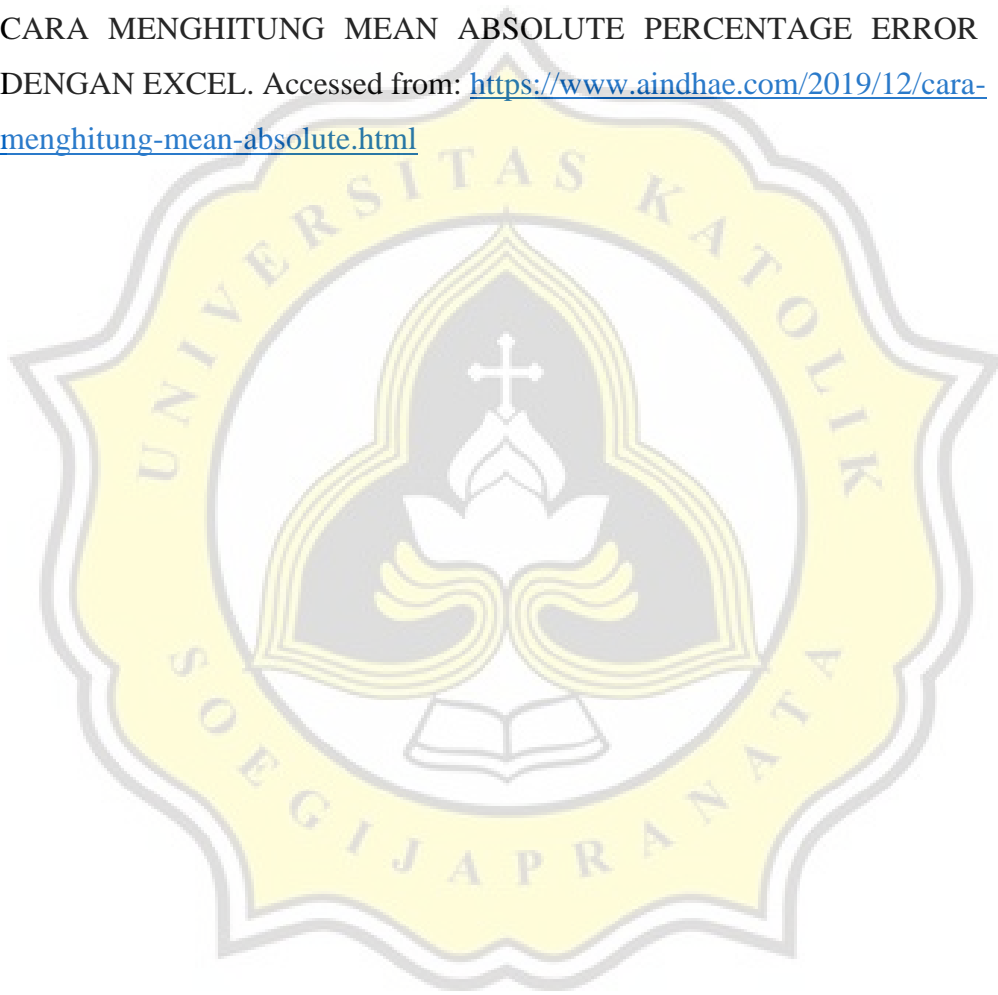 CARA MENGHITUNG MEAN ABSOLUTE PERCENTAGE ERROR
DENGAN EXCEL. Accessed from: https://www.aindhae.com/2019/12/cara-
menghitung-mean-absolute.html
UNIVERSITAS KATOLIK
SOEGIJAPRANATA